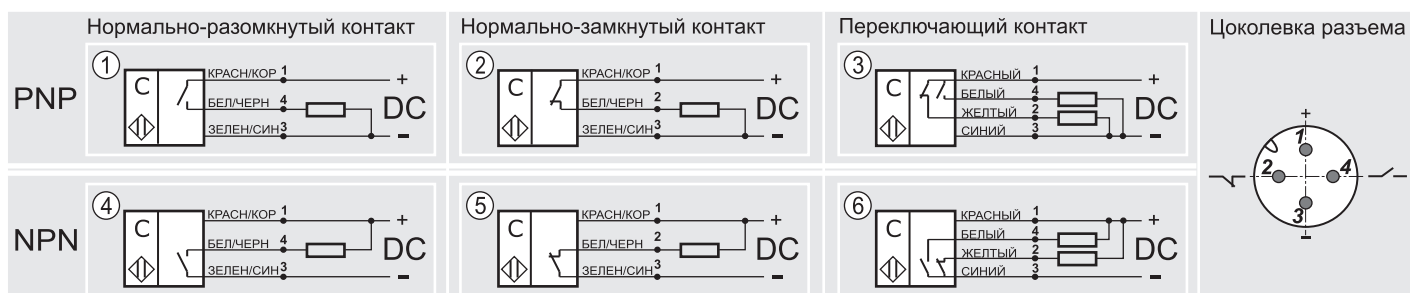 Нормально-разомкнутый контакт
Нормально-замкнутый контакт
Переключающий контакт
Цоколевка разъема
PNP
1
C
КРАСН/КОР 1
БЕЛ/ЧЕРН 4
ЗЕЛЕН/СИН 3
+
DC
-
2
C
КРАСН/КОР 1
БЕЛ/ЧЕРН 2
ЗЕЛЕН/СИН 3
+
DC
-
3
C
КРАСНЫЙ 1
БЕЛЫЙ 4
ЖЕЛТЫЙ 2
СИНИЙ 3
+
DC
-
+
1
2
4
3
-
NPN
4
C
КРАСН/КОР 1
БЕЛ/ЧЕРН 4
ЗЕЛЕН/СИН 3
+
DC
-
5
C
КРАСН/КОР 1
БЕЛ/ЧЕРН 2
ЗЕЛЕН/СИН 3
+
DC
-
6
C
КРАСНЫЙ 1
БЕЛЫЙ 4
ЖЕЛТЫЙ 2
СИНИЙ 3
+
DC
-